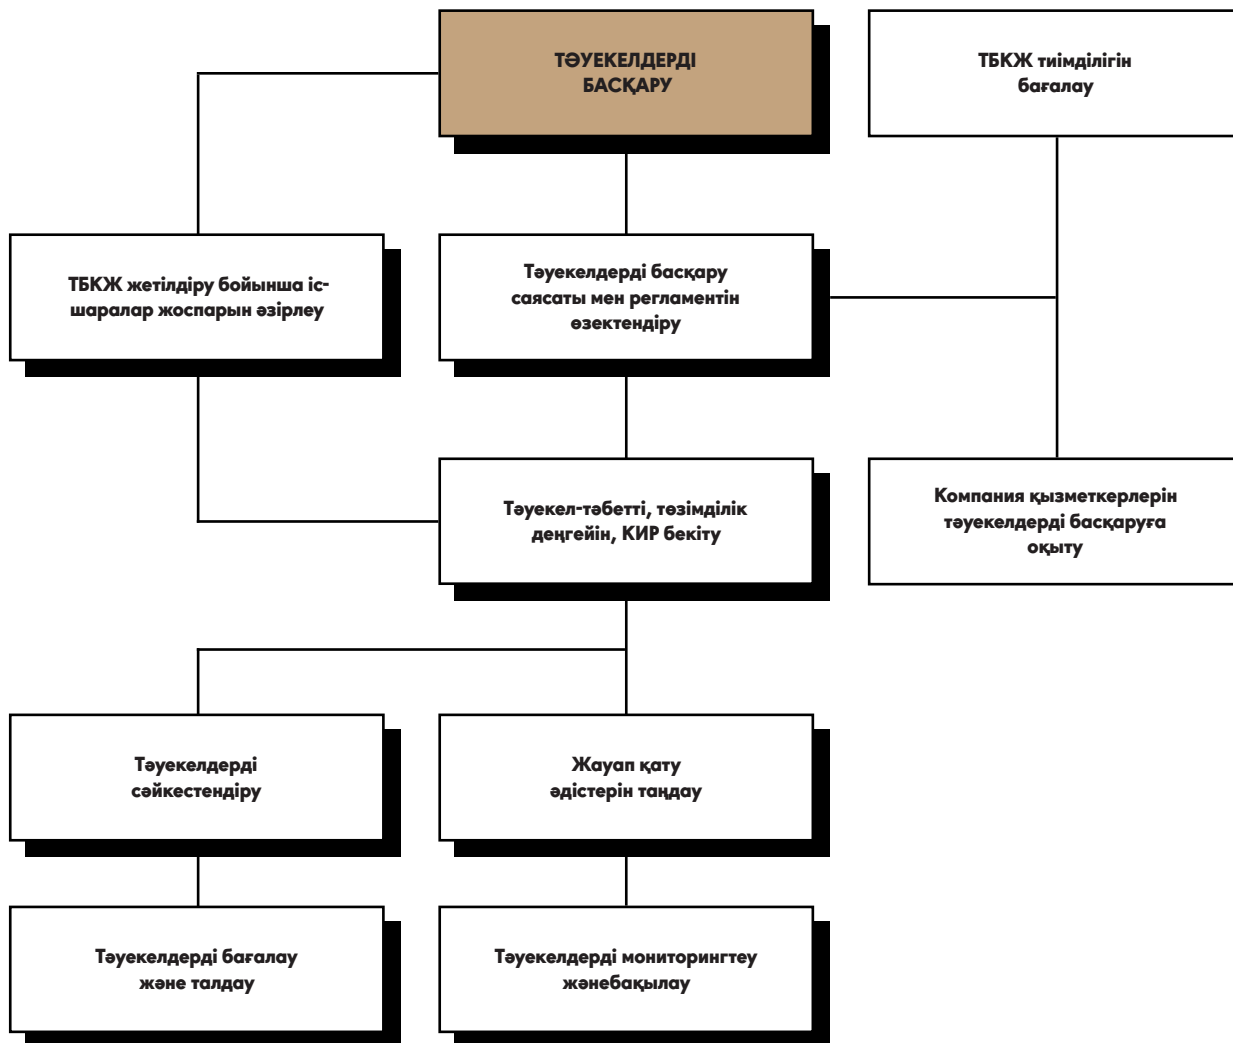 ТӘУЕКЕЛДЕРДІ
БАСҚАРУ
ТБКЖ тиімділігін
бағалау
ТБКЖ жетілдіру бойынша іс-
шаралар жоспарын әзірлеу
Тәуекелдерді басқару
саясаты мен регламентін
өзектендіру
Тәуекел-тәбетті, төзімділік
деңгейін, КИР бекіту
Компания қызметкерлерін
тәуекелдерді басқаруға
оқыту
Тәуекелдерді
сәйкестендіру
Жауап қату
әдістерін таңдау
Тәуекелдерді бағалау
және талдау
Тәуекелдерді мониторингтеу
жәнебақылау